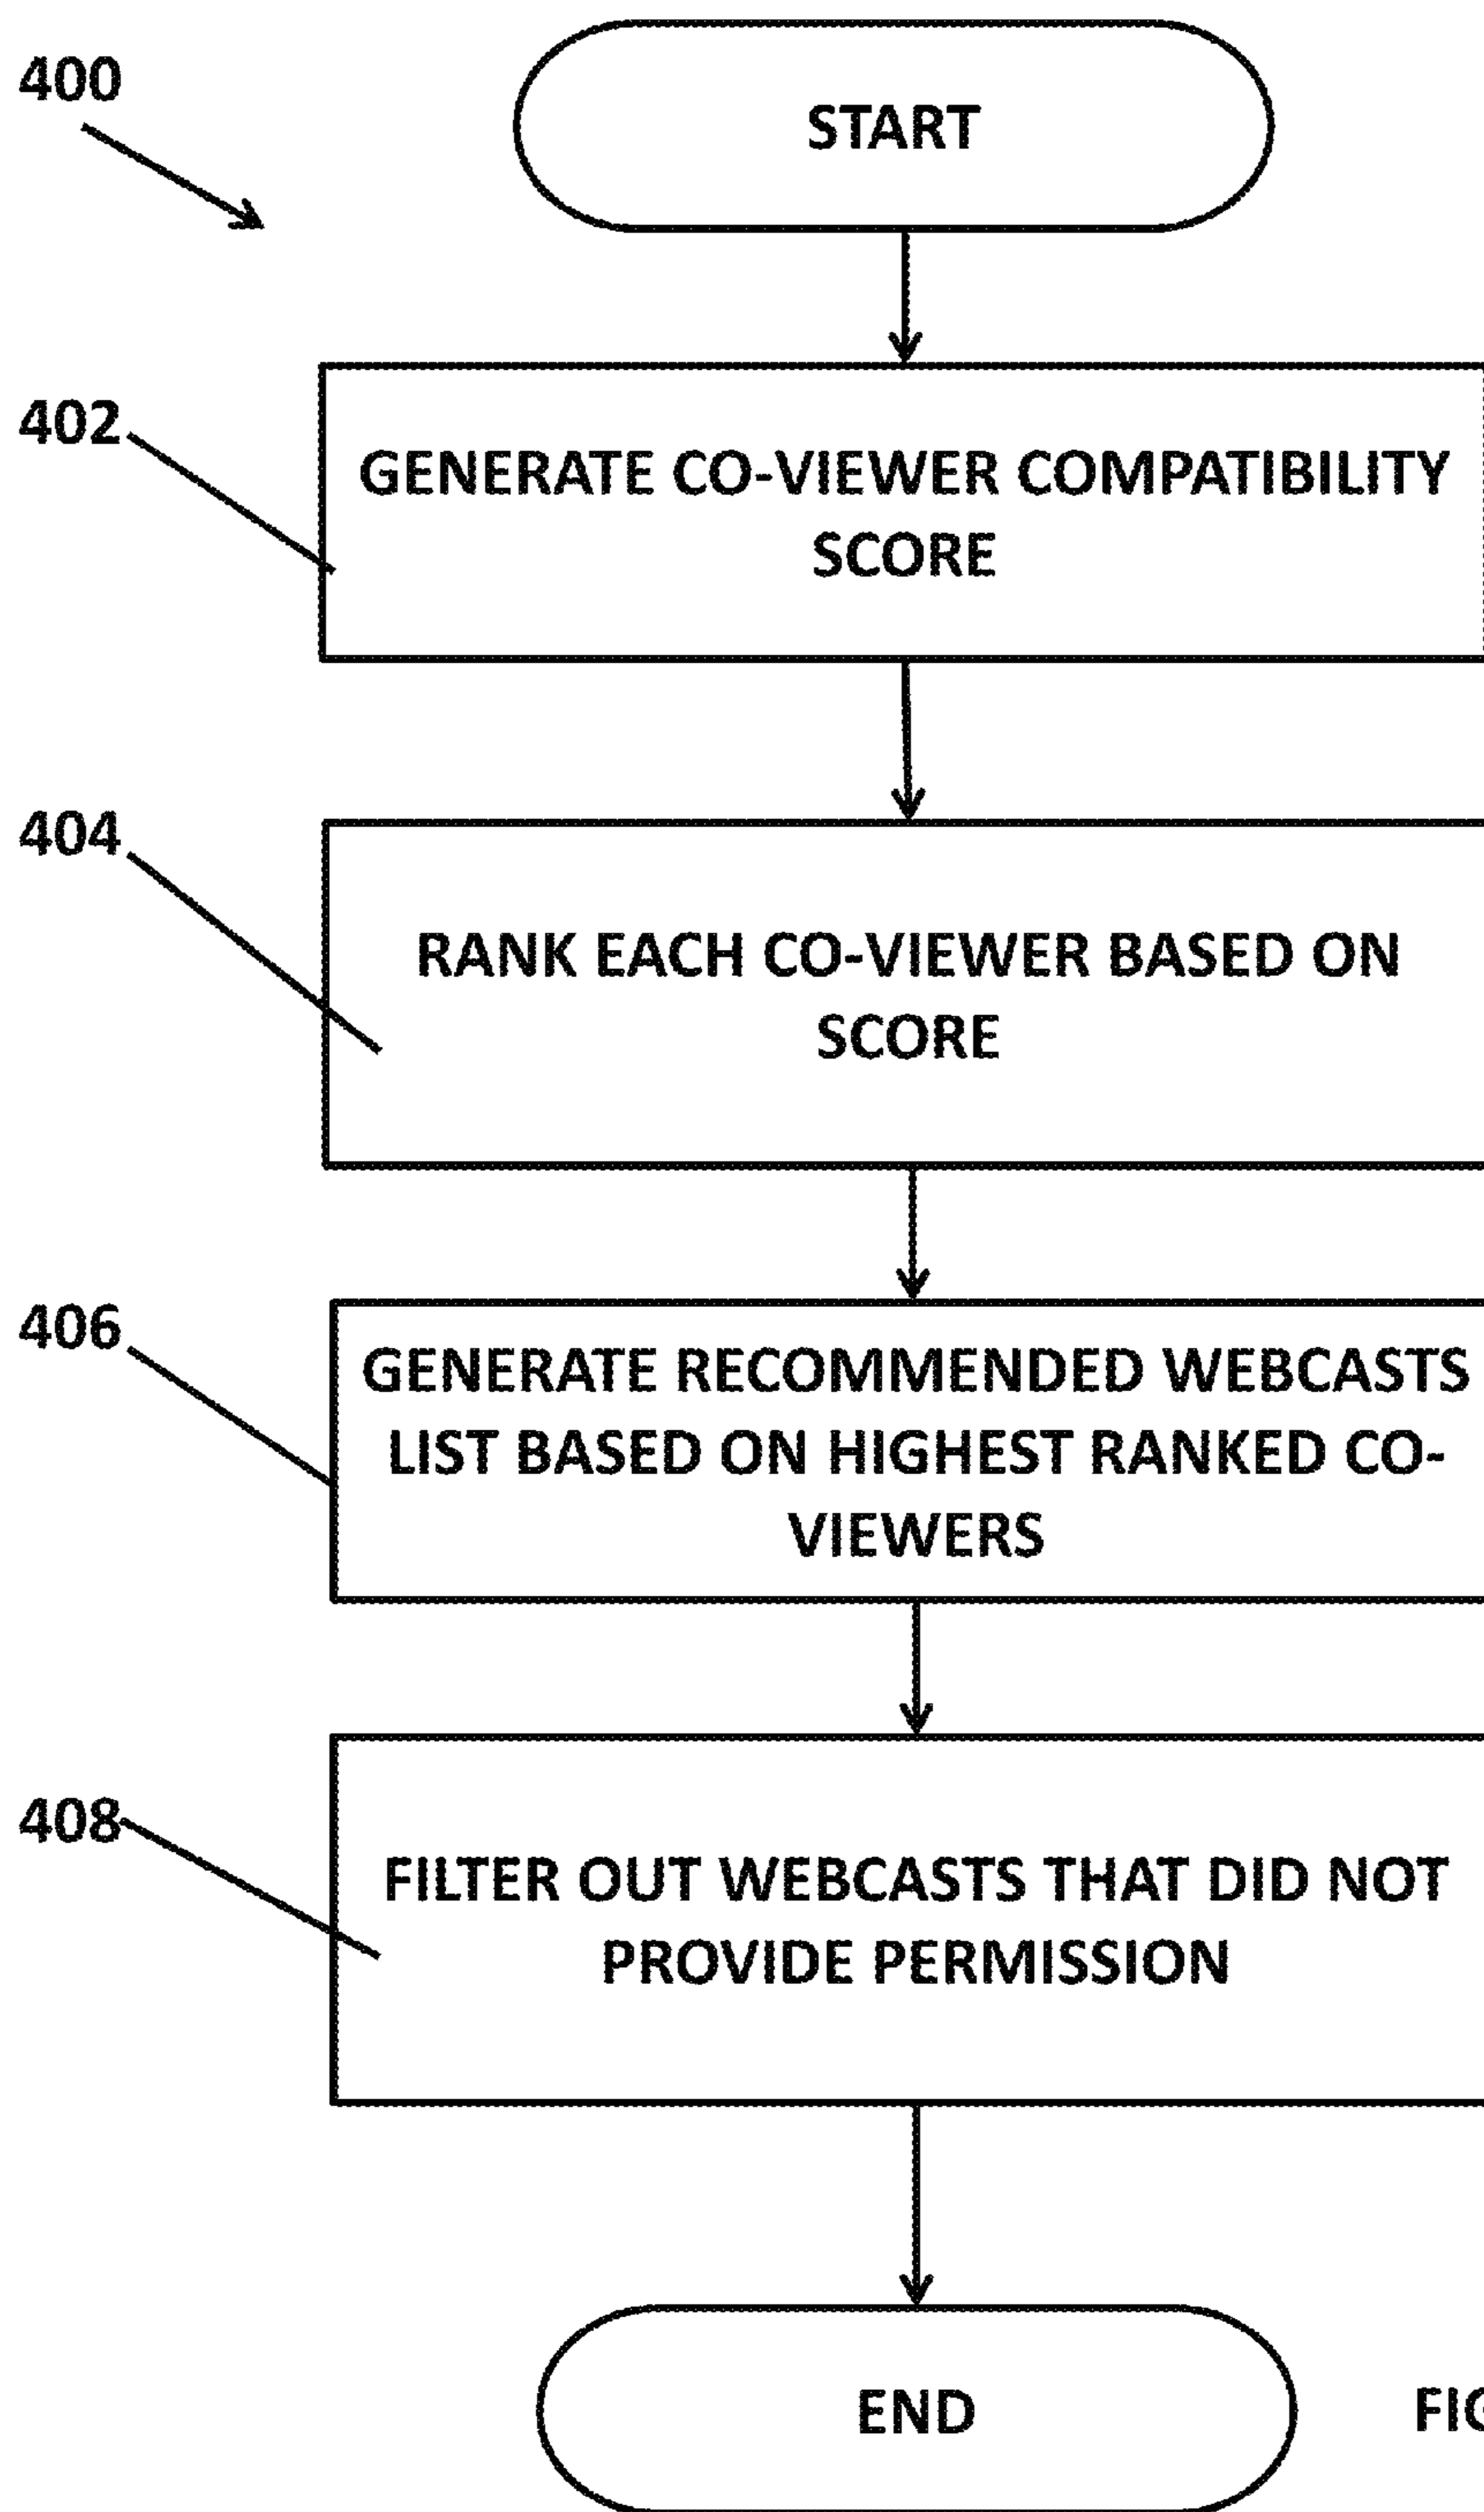 400
START
402
GENERATE CO-VIEWER COMPATIBILITY
SCORE
404
RANK EACH CO-VIEWER BASED ON
SCORE
406
GENERATE RECOMMENDED WEBCASTS
LIST BASED ON HIGHEST RANKED CO-
VIEWERS
408
FILTER OUT WEBCASTS THAT DID NOT
PROVIDE PERMISSION
END